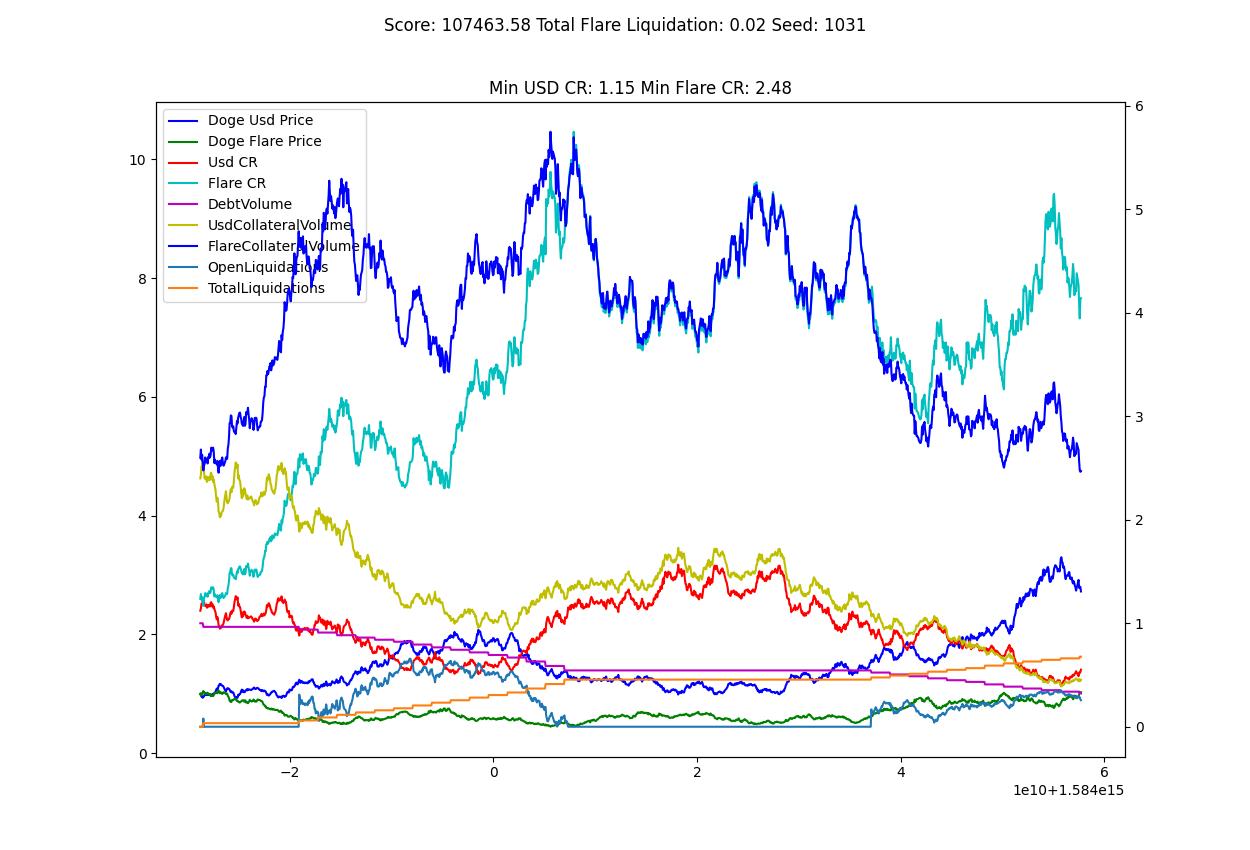 Score: 107463.58 Total Flare Liquidation: 0.02 Seed: 1031
Min USD CR: 1.15 Min Flare CR: 2.48
Doge Usd Price
Doge Flare Price
Usd CR
Flare CR
DebtVolume
UsdCollateralVolume
FlareCollateralVolume
OpenLiquidations
TotalLiquidations
10
8
6
4
2
0
6
5
4
3
2
1
0
−2
0
2
4
6
1e10+1.584e15